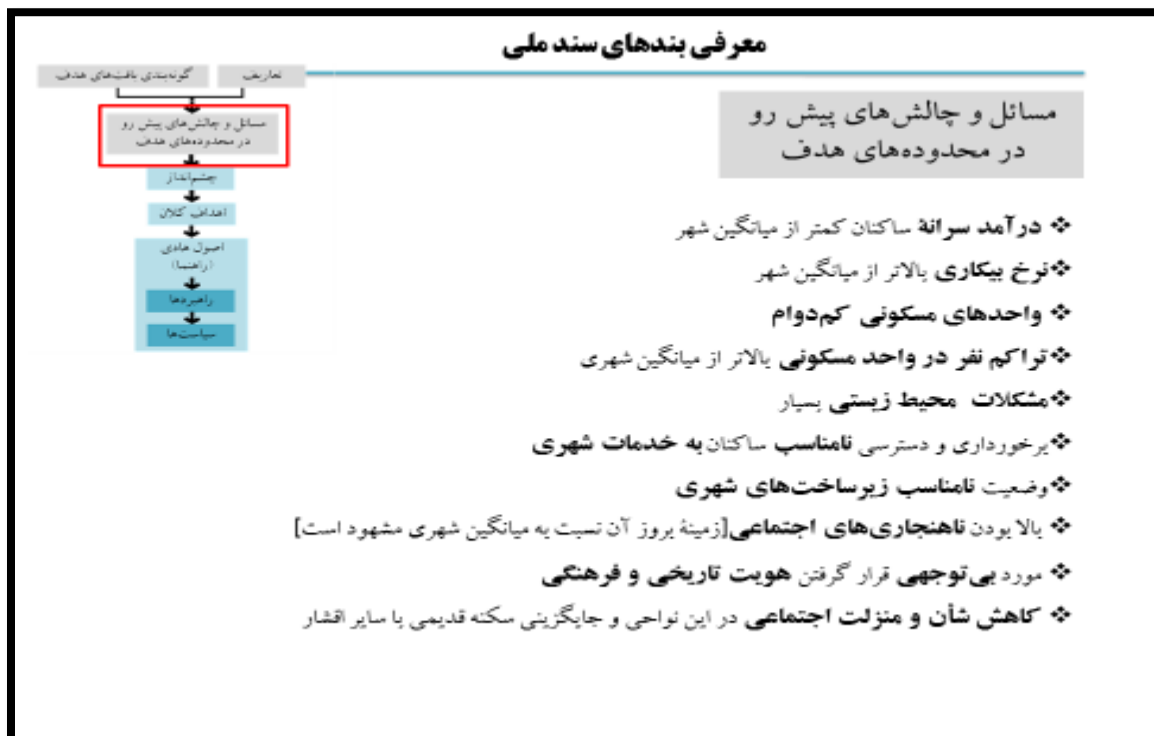 معرفی بندهای سند ملی
تعاریف
گونه‌بندی بافت‌های هدف
مسائل و چالش‌های پیش رو
در محدوده‌های هدف
چشم‌انداز
اهداف کلان
اصول هادی
(راهنما)
راهبردها
سیاست‌ها
مسائل و چالش‌های پیش رو
در محدوده‌های هدف
❖ درآمد سرانهٔ ساکنان کمتر از میانگین شهر
❖نرخ بیکاری بالاتر از میانگین شهر
❖ واحدهای مسکونی کم‌دوام
❖تراکم نفر در واحد مسکونی بالاتر از میانگین شهری
❖مشکلات محیط زیستی بسیار
❖برخورداری و دسترسی نامناسب ساکنان به خدمات شهری
❖وضعیت نامناسب زیرساخت‌های شهری
❖ بالا بودن ناهنجاری‌های اجتماعی[زمینهٔ بروز آن نسبت به میانگین شهری مشهود است]
❖ مورد بی‌توجهی قرار گرفتن هویت تاریخی و فرهنگی
❖ کاهش شأن و منزلت اجتماعی در این نواحی و جایگزینی سکنه قدیمی با سایر اقشار